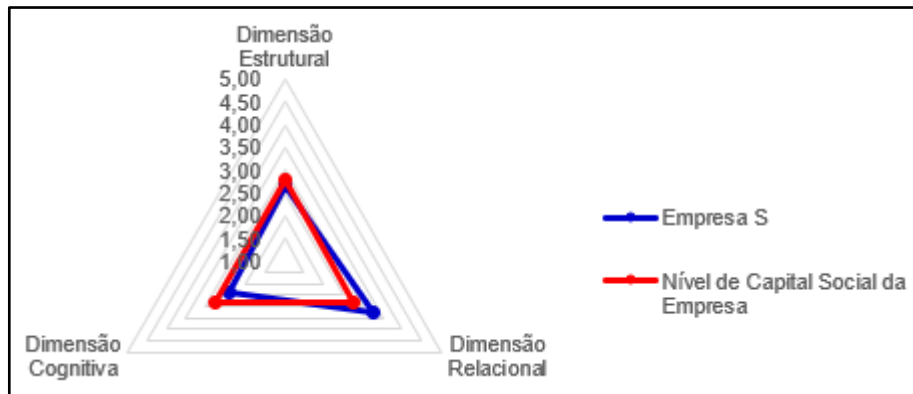 Dimensão
Estrutural
5,00
4,50
4,00
3,50
3,00
2,50
2,00
1,50
1,00
Empresa S
Nível de Capital Social da
Empresa
Dimensão
Cognitiva
Dimensão
Relacional